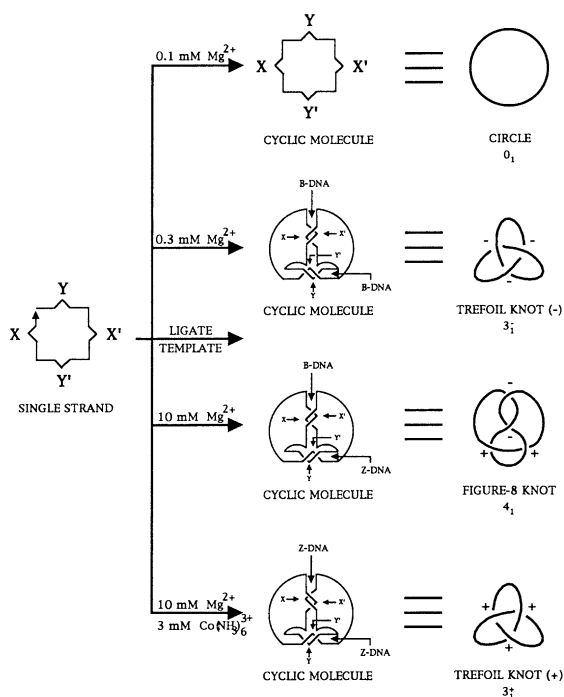 Y
0.1 mM Mg2+
X
X'
Y'
CYCLIC MOLECULE
CIRCLE
0₁
B-DNA
0.3 mM Mg2+
X
X'
Y'
Y
B-DNA
CYCLIC MOLECULE
- -
-
TREFOIL KNOT (-)
3₁⁻
Y
X
X'
Y'
SINGLE STRAND
LIGATE
TEMPLATE
B-DNA
10 mM Mg2+
X
X'
Y'
Y
Z-DNA
CYCLIC MOLECULE
-
-
+ +
FIGURE-8 KNOT
4₁
Z-DNA
10 mM Mg2+
3 mM Co(NH₃)₆3+
X
X'
Y'
Y
Z-DNA
CYCLIC MOLECULE
+ +
+
TREFOIL KNOT (+)
3₁⁺